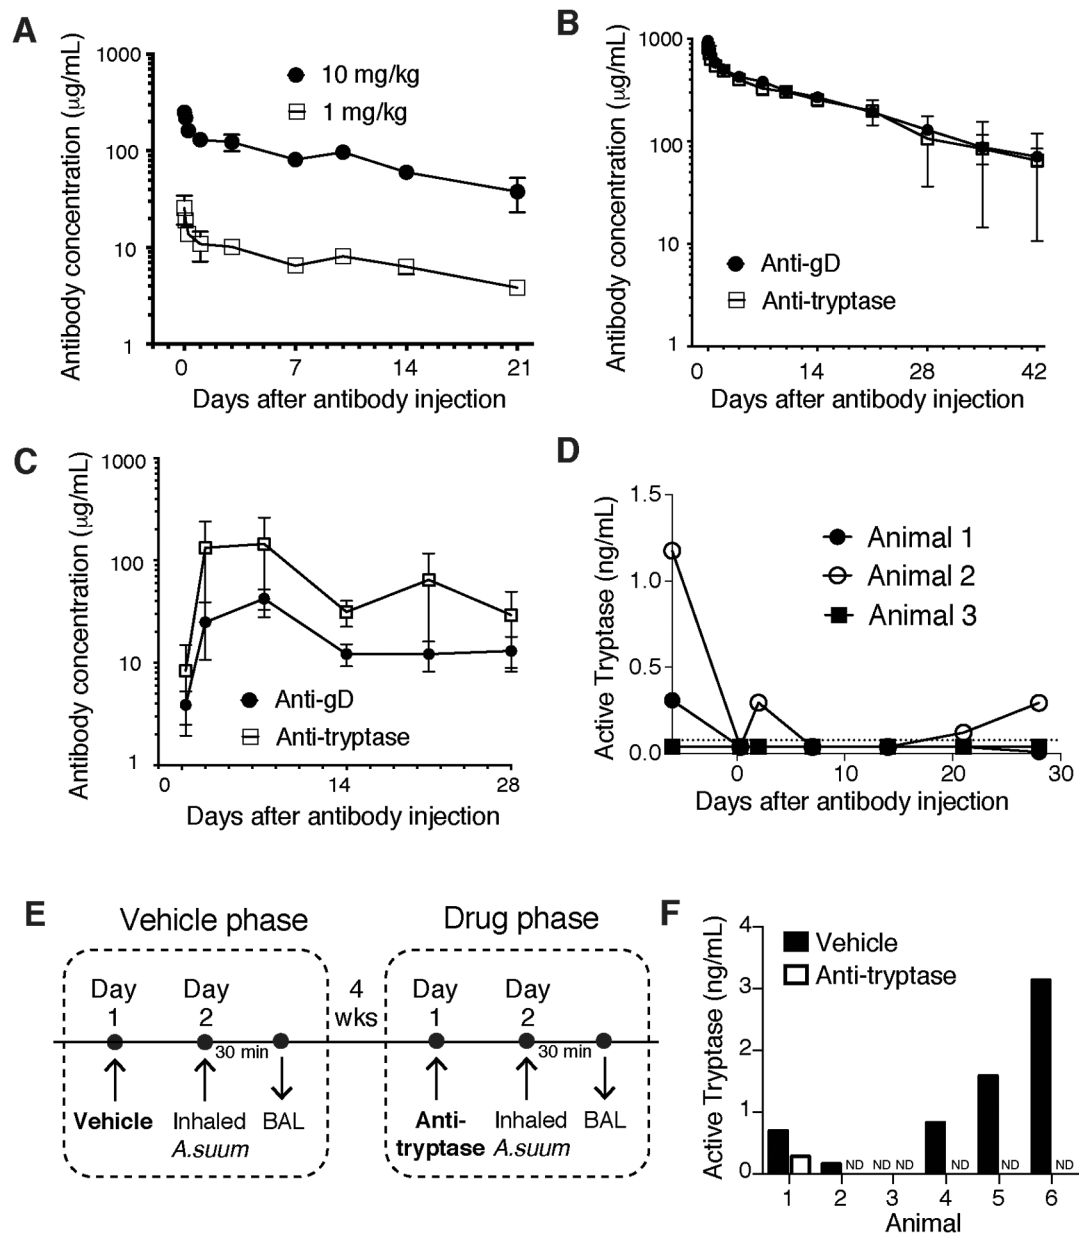 A
Antibody concentration (µg/mL)
1000
100
10
1
10 mg/kg
1 mg/kg
0 7 14 21
Days after antibody injection
B
Antibody concentration (µg/mL)
1000
100
10
1
Anti-gD
Anti-tryptase
0 14 28 42
Days after antibody injection
C
Antibody concentration (µg/mL)
1000
100
10
1
Anti-gD
Anti-tryptase
0 14 28
Days after antibody injection
D
Active Tryptase (ng/mL)
1.5
1.0
0.5
0.0
Animal 1
Animal 2
Animal 3
0 10 20 30
Days after antibody injection
E
Vehicle phase
Day Day
1 2
30 min
Vehicle Inhaled BAL
A.suum
4
wks
Drug phase
Day Day
1 2
30 min
Anti- Inhaled BAL
tryptase A.suum
F
Active Tryptase (ng/mL)
4
3
2
1
0
Vehicle
Anti-tryptase
ND ND ND ND ND ND
1 2 3 4 5 6
Animal